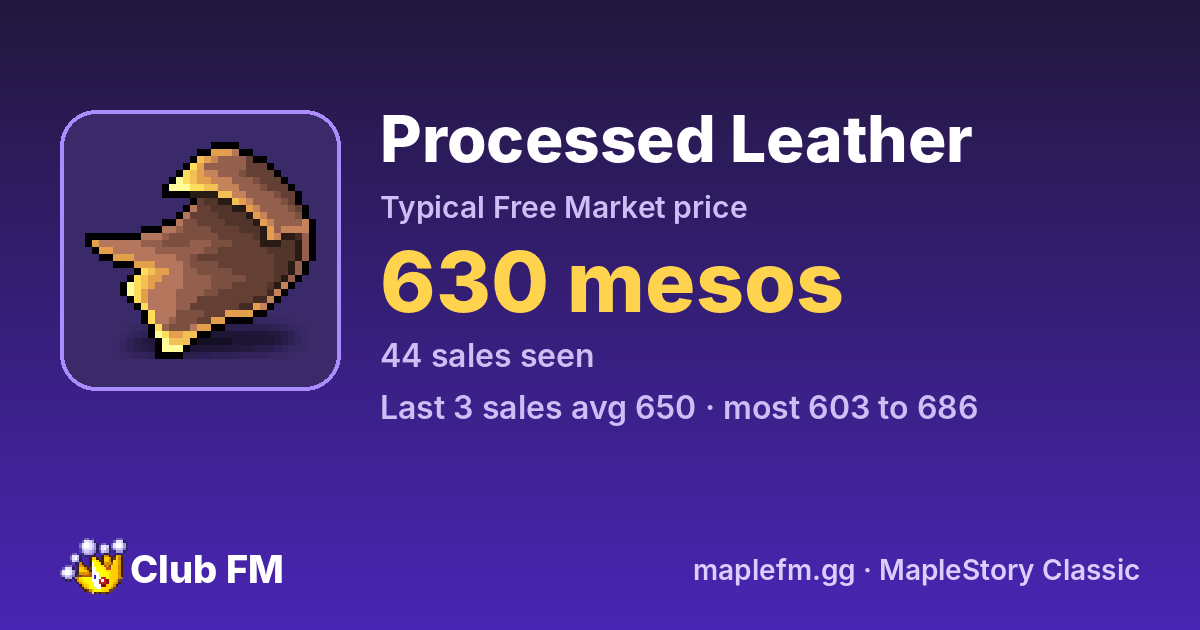 Processed Leather
Typical Free Market price
630 mesos
44 sales seen
Last 3 sales avg 650 · most 603 to 686
Club FM
maplefm.gg · MapleStory Classic